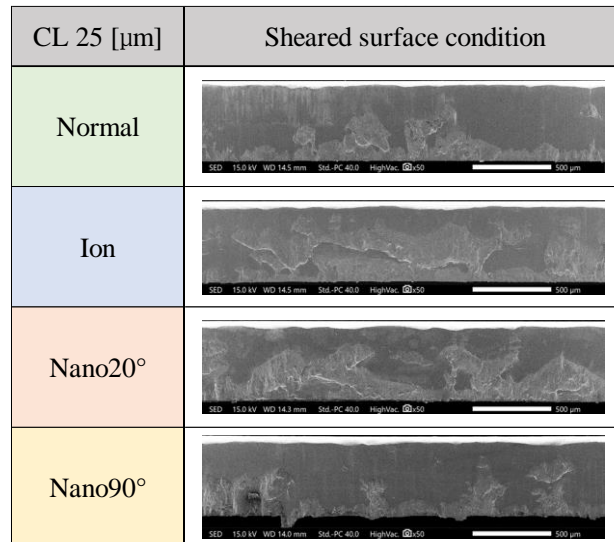 CL 25 [μm] Sheared surface condition
Normal
SED 15.0 kV WD 14.5 mm Std.-PC 40.0 HighVac. x50 500 μm
Ion
SED 15.0 kV WD 14.5 mm Std.-PC 40.0 HighVac. x50 500 μm
Nano20°
SED 15.0 kV WD 14.3 mm Std.-PC 40.0 HighVac. x50 500 μm
Nano90°
SED 15.0 kV WD 14.0 mm Std.-PC 40.0 HighVac. x50 500 μm